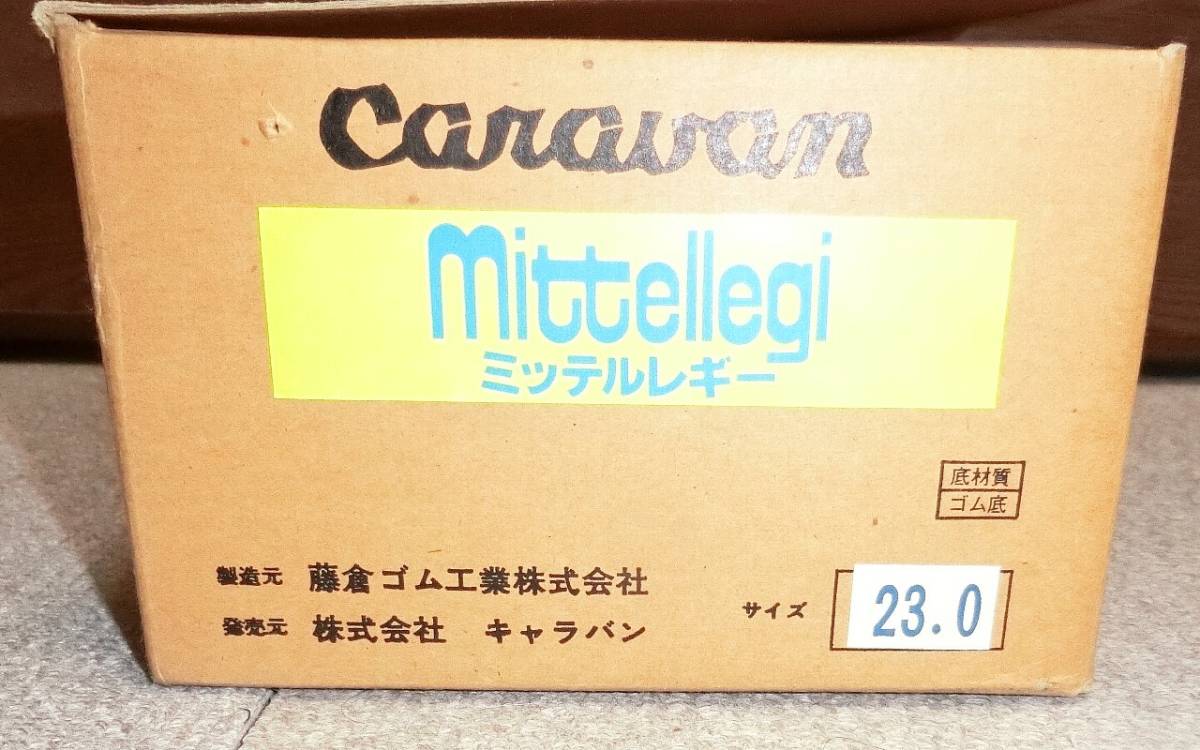 Caravan
mittellegi
ミッテルレギー
底材質
ゴム底
製造元 藤倉ゴム工業株式会社
発売元 株式会社 キャラバン
サイズ 23.0